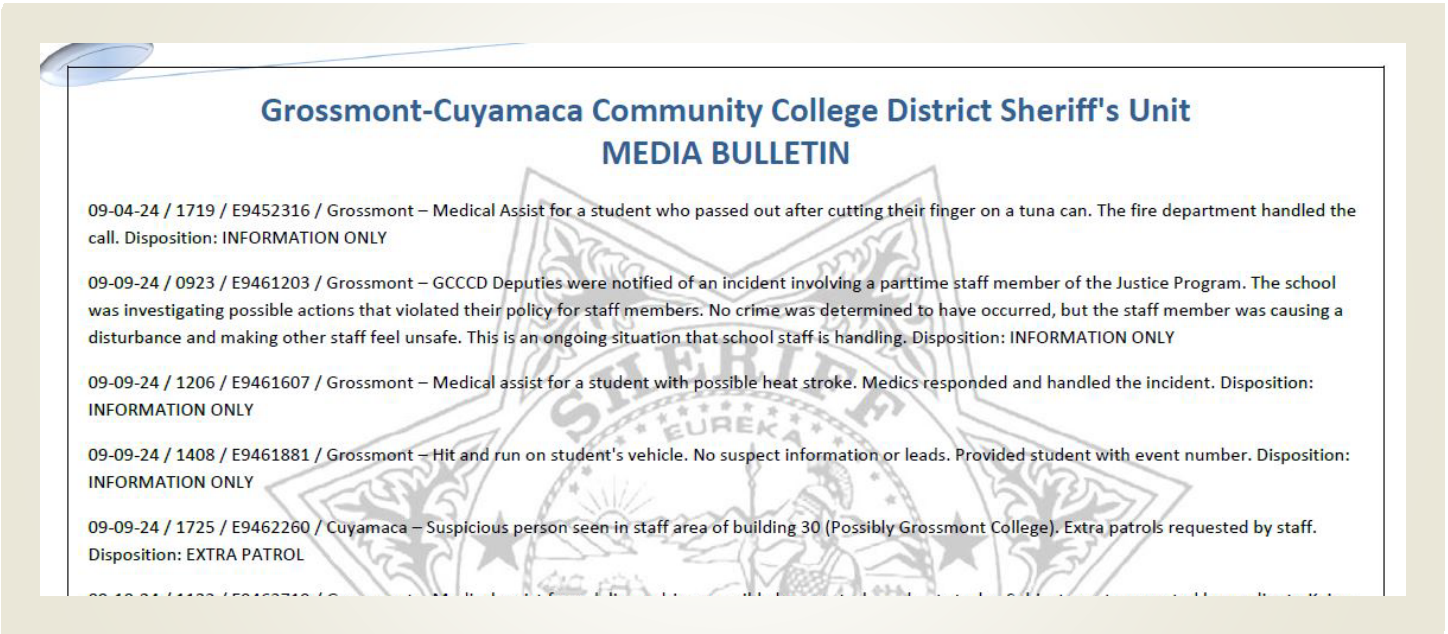 Grossmont-Cuyamaca Community College District Sheriff's Unit
MEDIA BULLETIN
09-04-24 / 1719 / E9452316 / Grossmont – Medical Assist for a student who passed out after cutting their finger on a tuna can. The fire department handled the
call. Disposition: INFORMATION ONLY
09-09-24 / 0923 / E9461203 / Grossmont – GCCCD Deputies were notified of an incident involving a parttime staff member of the Justice Program. The school
was investigating possible actions that violated their policy for staff members. No crime was determined to have occurred, but the staff member was causing a
disturbance and making other staff feel unsafe. This is an ongoing situation that school staff is handling. Disposition: INFORMATION ONLY
09-09-24 / 1206 / E9461607 / Grossmont – Medical assist for a student with possible heat stroke. Medics responded and handled the incident. Disposition:
INFORMATION ONLY
09-09-24 / 1408 / E9461881 / Grossmont – Hit and run on student's vehicle. No suspect information or leads. Provided student with event number. Disposition:
INFORMATION ONLY
09-09-24 / 1725 / E9462260 / Cuyamaca – Suspicious person seen in staff area of building 30 (Possibly Grossmont College). Extra patrols requested by staff.
Disposition: EXTRA PATROL
SHERIFF
EUREKA